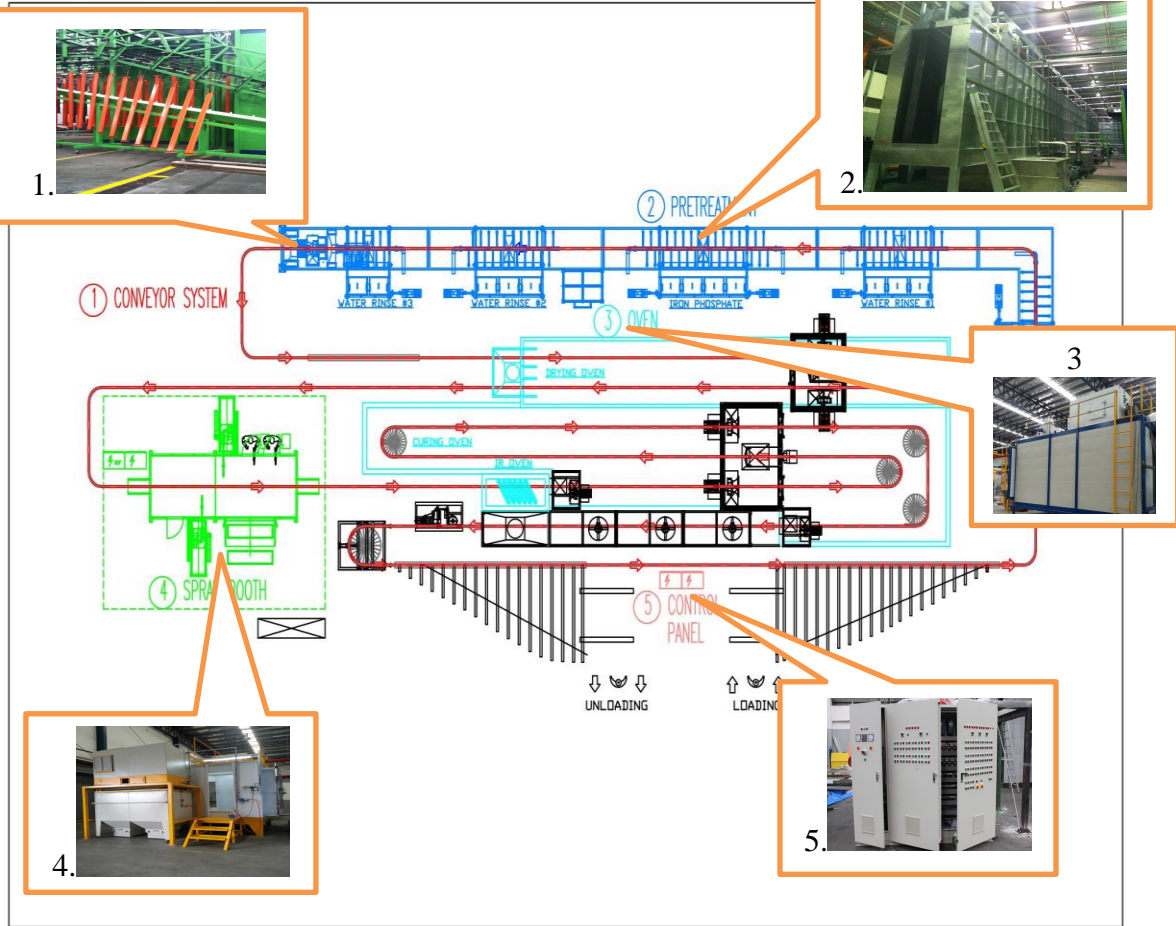 1.
2.
② PRETREATMENT
① CONVEYOR SYSTEM
WATER RINSE #3
WATER RINSE #2
IRON PHOSPHATE
WATER RINSE #1
③ OVEN
3
DRYING OVEN
CURING OVEN
IR OVEN
④ SPRAY BOOTH
⑤ CONTROL
PANEL
UNLOADING
LOADING
4.
5.